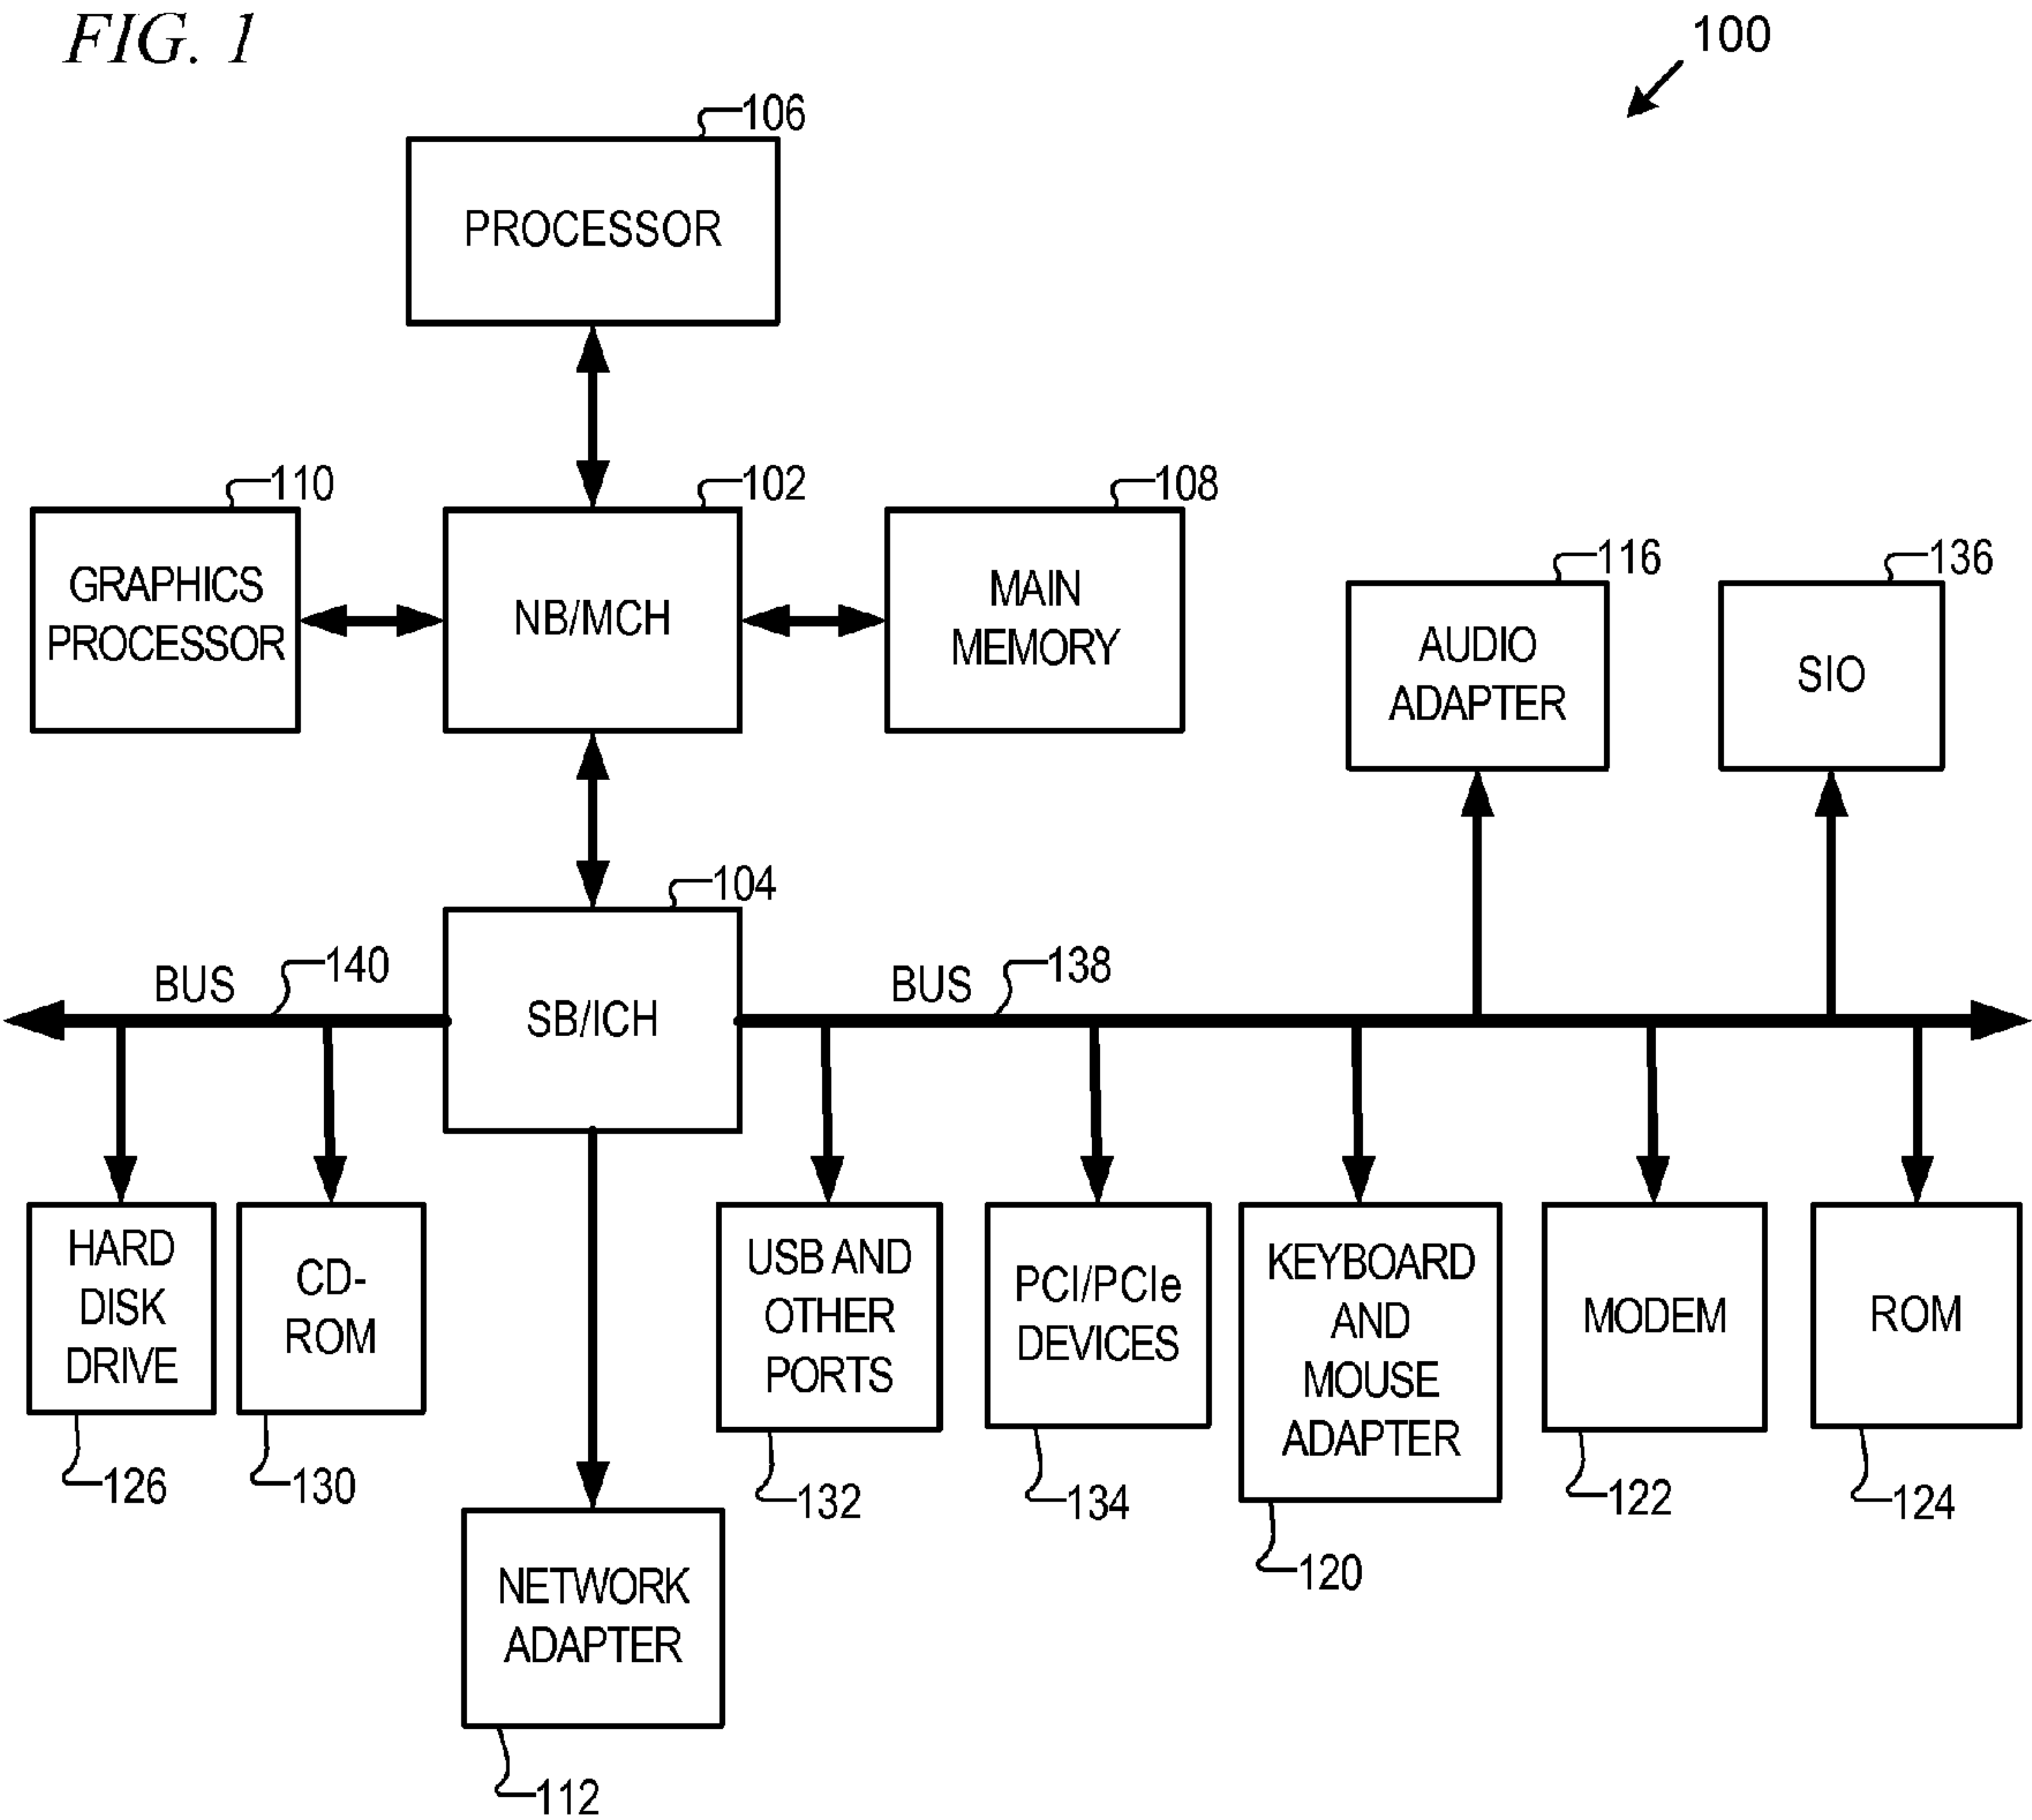 FIG. 1
100
106
PROCESSOR
110
102
108
GRAPHICS
PROCESSOR
NB/MCH
MAIN
MEMORY
116
136
AUDIO
ADAPTER
SIO
104
BUS
140
SB/ICH
BUS
138
HARD
DISK
DRIVE
CD-
ROM
USB AND
OTHER
PORTS
PCI/PCIe
DEVICES
KEYBOARD
AND
MOUSE
ADAPTER
MODEM
ROM
126
130
132
134
120
122
124
NETWORK
ADAPTER
112